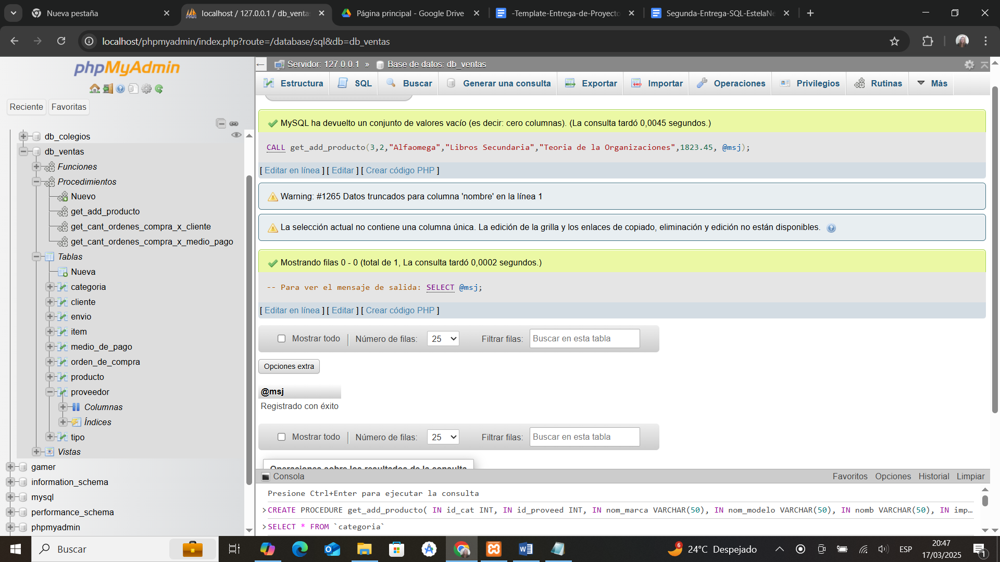 Nueva pestaña
localhost / 127.0.0.1 / db_venta
Página principal - Google Drive
-Template-Entrega-de-Proyecto
Segunda-Entrega-SQL-EstelaNe
localhost/phpmyadmin/index.php?route=/database/sql&db=db_ventas
phpMyAdmin
Reciente
Favoritas
db_colegios
db_ventas
Funciones
Procedimientos
Nuevo
get_add_producto
get_cant_ordenes_compra_x_cliente
get_cant_ordenes_compra_x_medio_pago
Tablas
Nueva
categoria
cliente
envio
item
medio_de_pago
orden_de_compra
producto
proveedor
Columnas
Índices
tipo
Vistas
gamer
information_schema
mysql
performance_schema
phpmyadmin
Servidor: 127.0.0.1 » Base de datos: db_ventas
Estructura SQL Buscar Generar una consulta Exportar Importar Operaciones Privilegios Rutinas Más
MySQL ha devuelto un conjunto de valores vacío (es decir: cero columnas). (La consulta tardó 0,0045 segundos.)
CALL get_add_producto(3,2,"Alfaomega","Libros Secundaria","Teoria de la Organizaciones",1823.45, @msj);
[ Editar en línea ] [ Editar ] [ Crear código PHP ]
Warning: #1265 Datos truncados para columna 'nombre' en la línea 1
La selección actual no contiene una columna única. La edición de la grilla y los enlaces de copiado, eliminación y edición no están disponibles.
Mostrando filas 0 - 0 (total de 1, La consulta tardó 0,0002 segundos.)
-- Para ver el mensaje de salida: SELECT @msj;
[ Editar en línea ] [ Editar ] [ Crear código PHP ]
Mostrar todo | Número de filas: 25 Filtrar filas: Buscar en esta tabla
Opciones extra
@msj
Registrado con éxito
Mostrar todo | Número de filas: 25 Filtrar filas: Buscar en esta tabla
Operaciones sobre los resultados de la consulta
Consola
Favoritos Opciones Historial Limpiar
Presione Ctrl+Enter para ejecutar la consulta
>CREATE PROCEDURE get_add_producto( IN id_cat INT, IN id_proveed INT, IN nom_marca VARCHAR(50), IN nom_modelo VARCHAR(50), IN nomb VARCHAR(50), IN imp…
>SELECT * FROM `categoria`
Buscar
6
24°C Despejado
ESP
20:47
17/03/2025
1